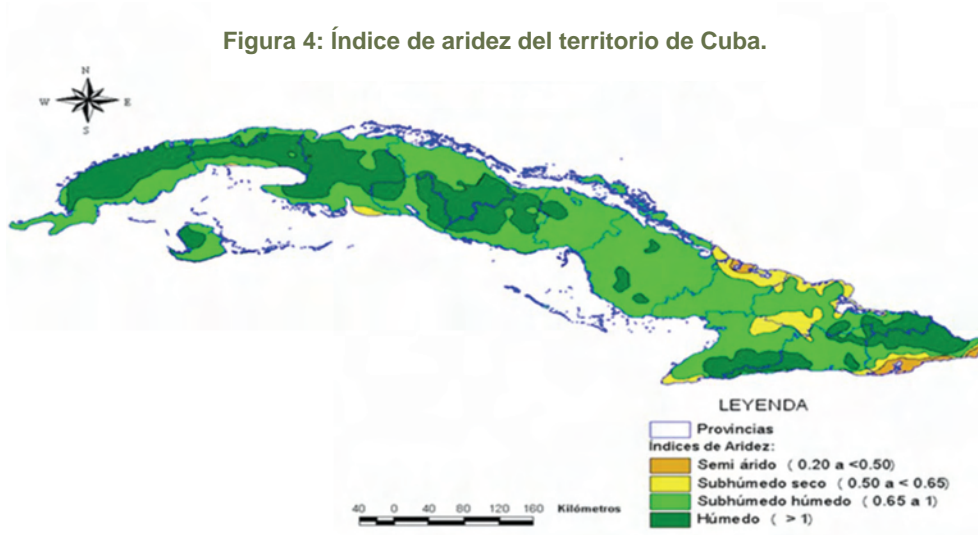 Figura 4: Índice de aridez del territorio de Cuba.
N
W E
S
LEYENDA
Provincias
Índices de Aridez:
Semi árido ( 0.20 a <0.50)
Subhúmedo seco ( 0.50 a < 0.65)
Subhúmedo húmedo ( 0.65 a 1)
Húmedo ( > 1)
40 0 40 80 120 160 Kilómetros